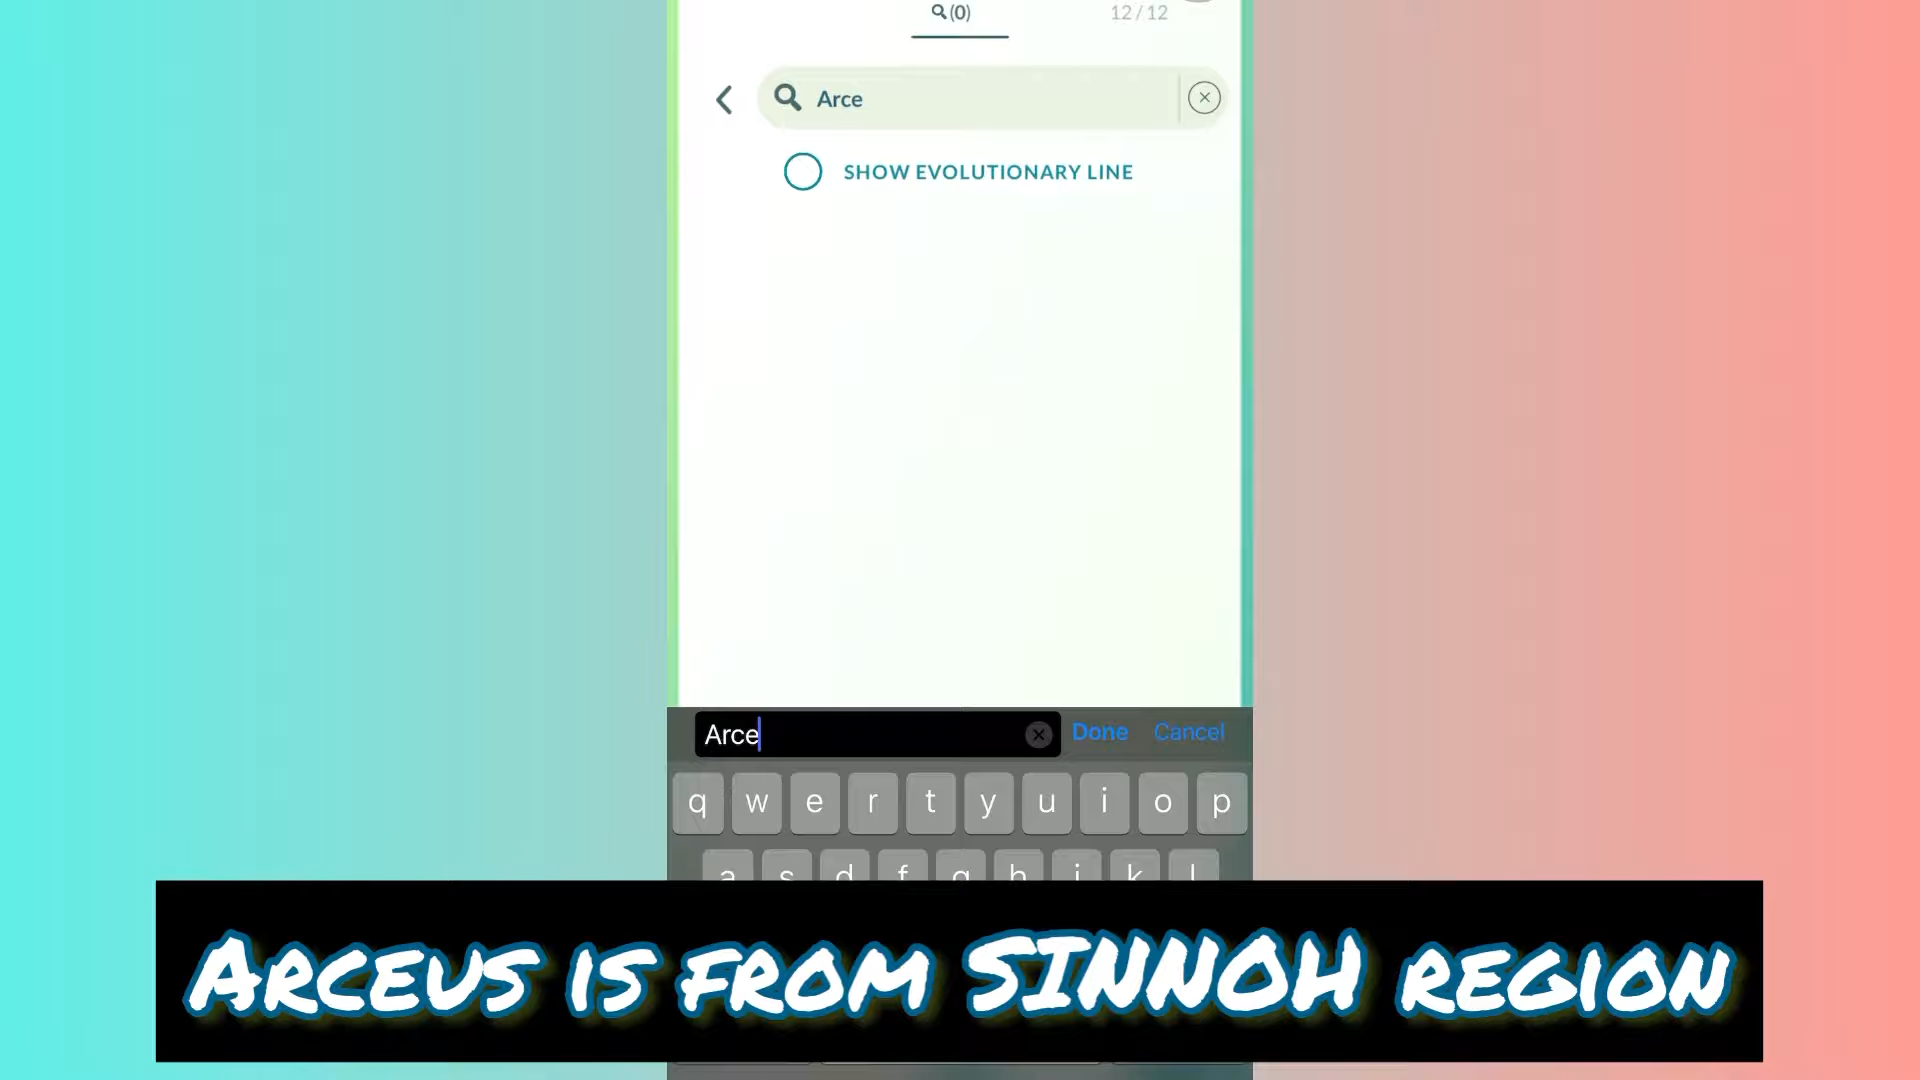 (0)
12 / 12
Arce
SHOW EVOLUTIONARY LINE
Arce Done Cancel
q w e r t y u i o p
a s d f g h j k l
ARCEUS IS FROM SINNOH REGION